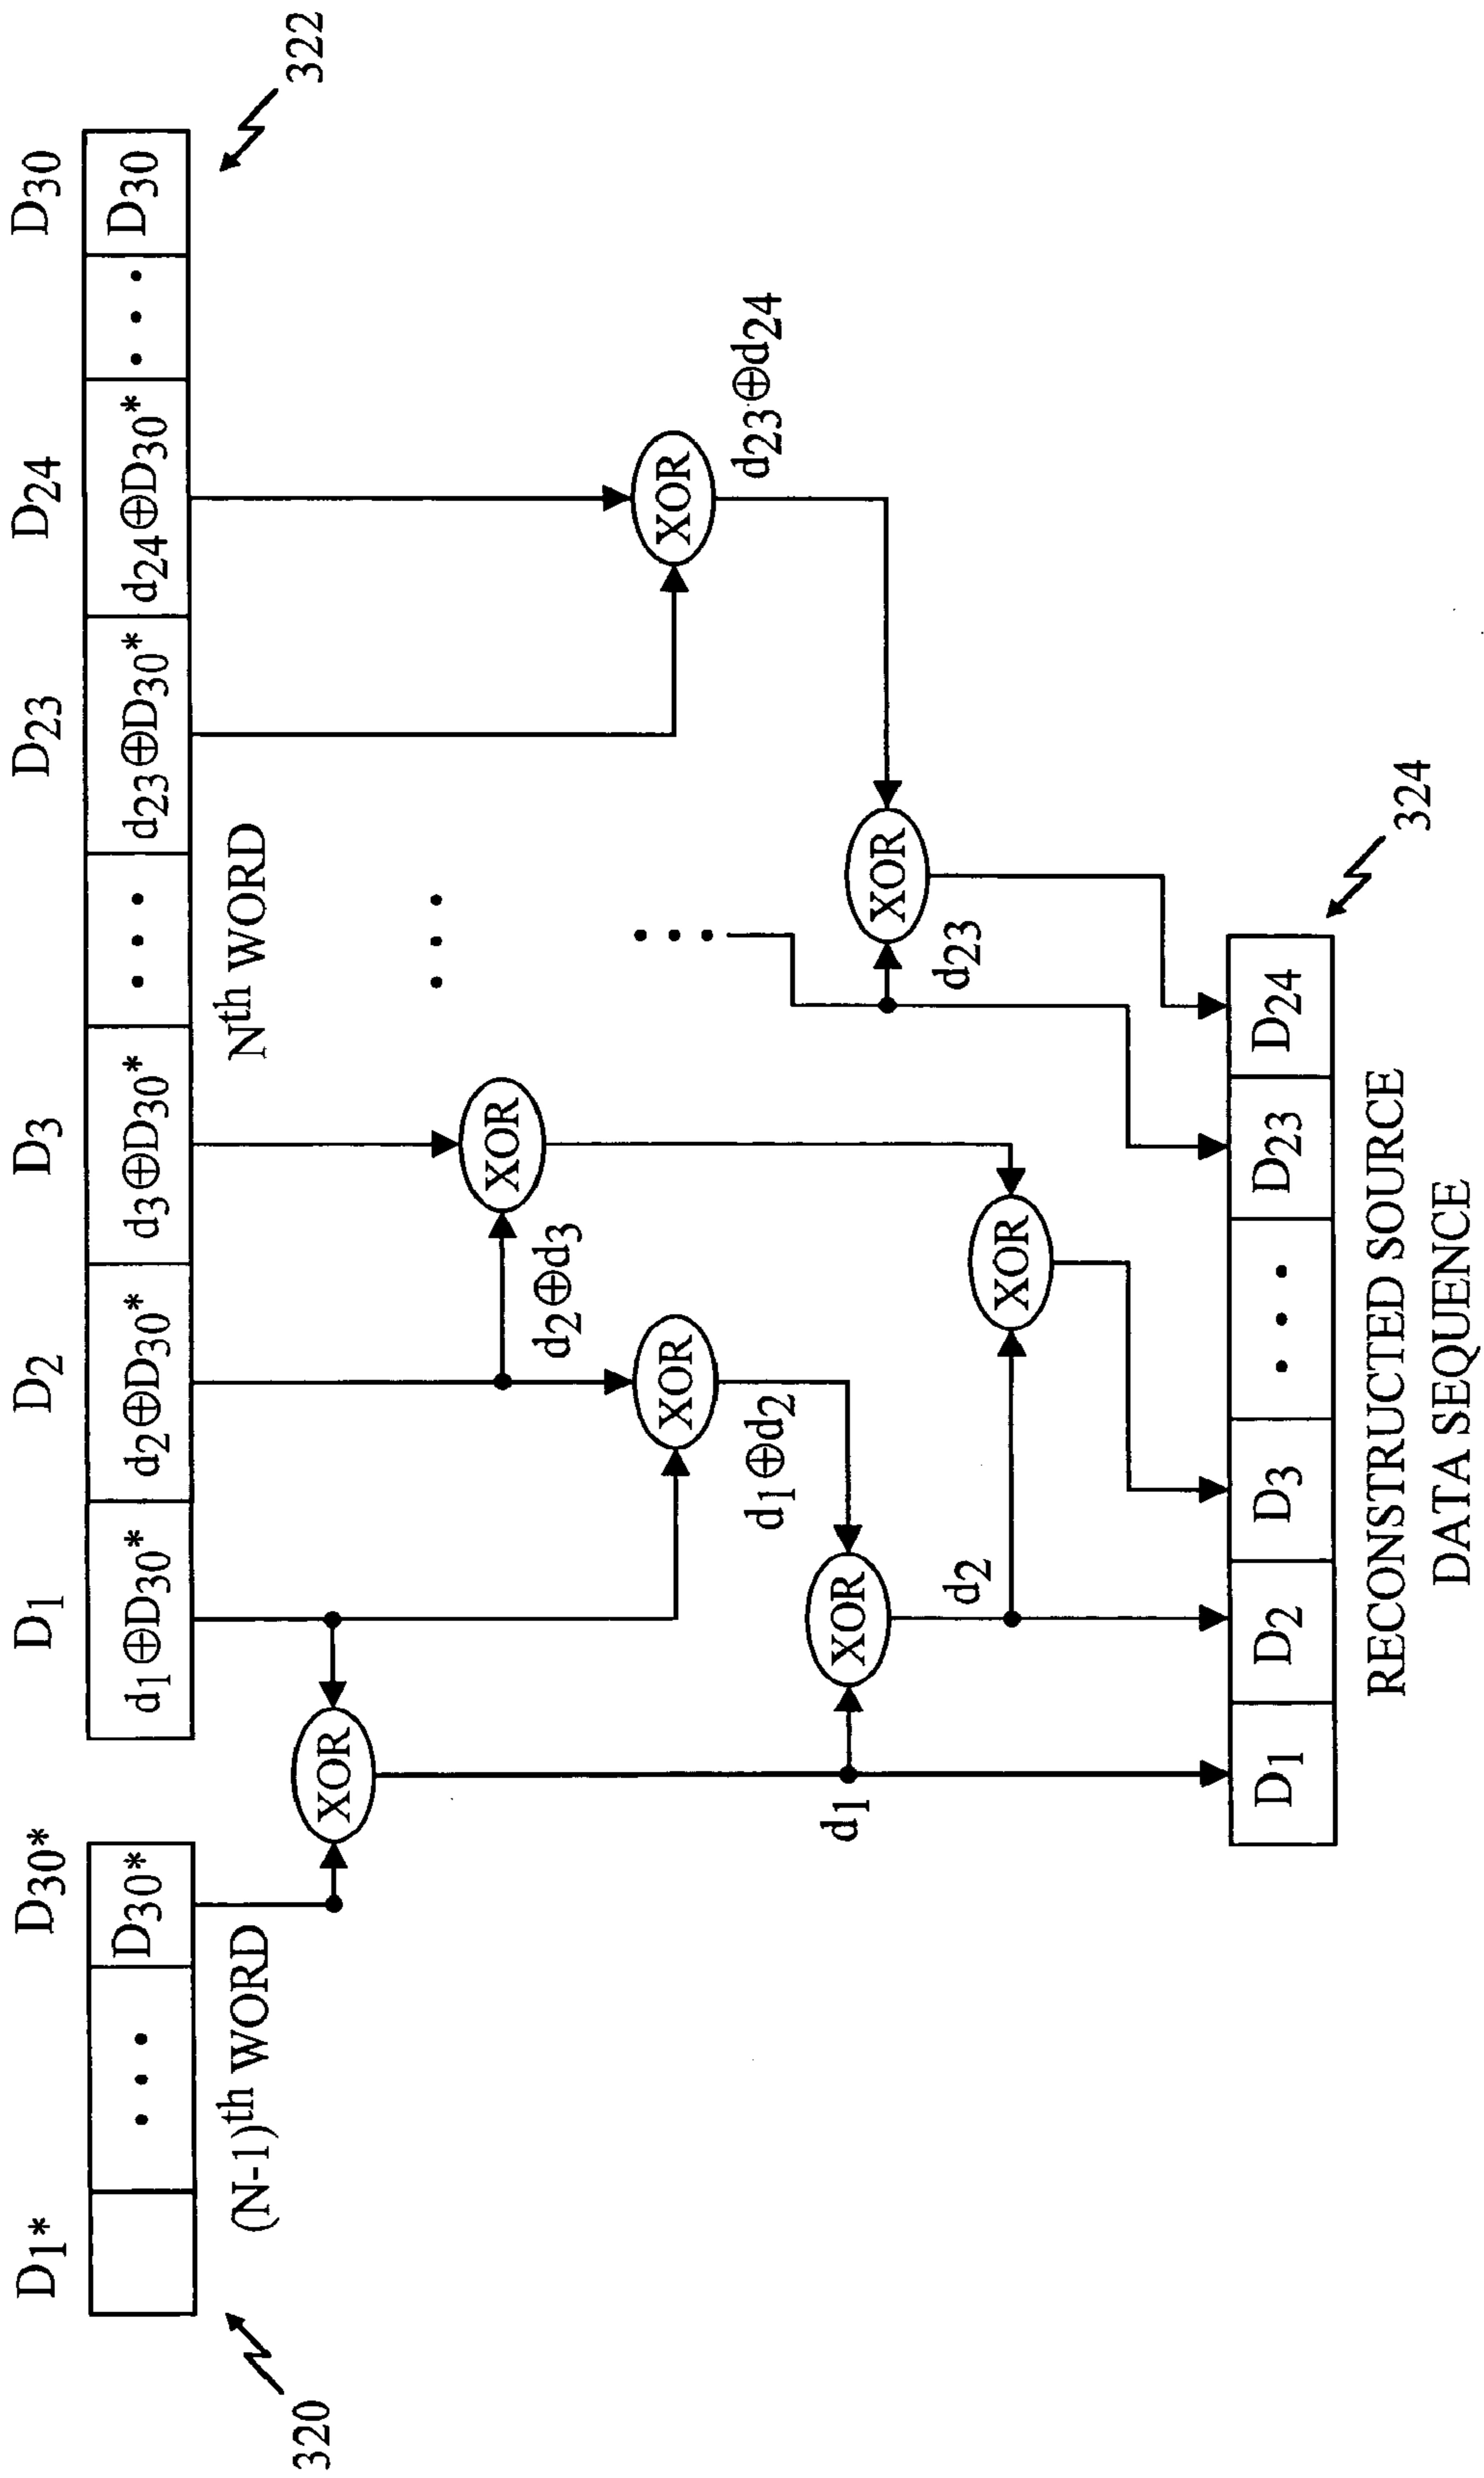 D1* D30* D1 D2 D3 D23 D24 D30
••• D30* d1⊕D30* d2⊕D30* d3⊕D30* ••• d23⊕D30* d24⊕D30* ••• D30
320 (N-1)th WORD Nth WORD 322
XOR
•••
XOR XOR
d2⊕d3
XOR XOR
••• 
d1⊕d2 d23⊕d24
d1 XOR XOR
d2 d23
XOR
D1 D2 D3 ••• D23 D24
324
RECONSTRUCTED SOURCE
DATA SEQUENCE